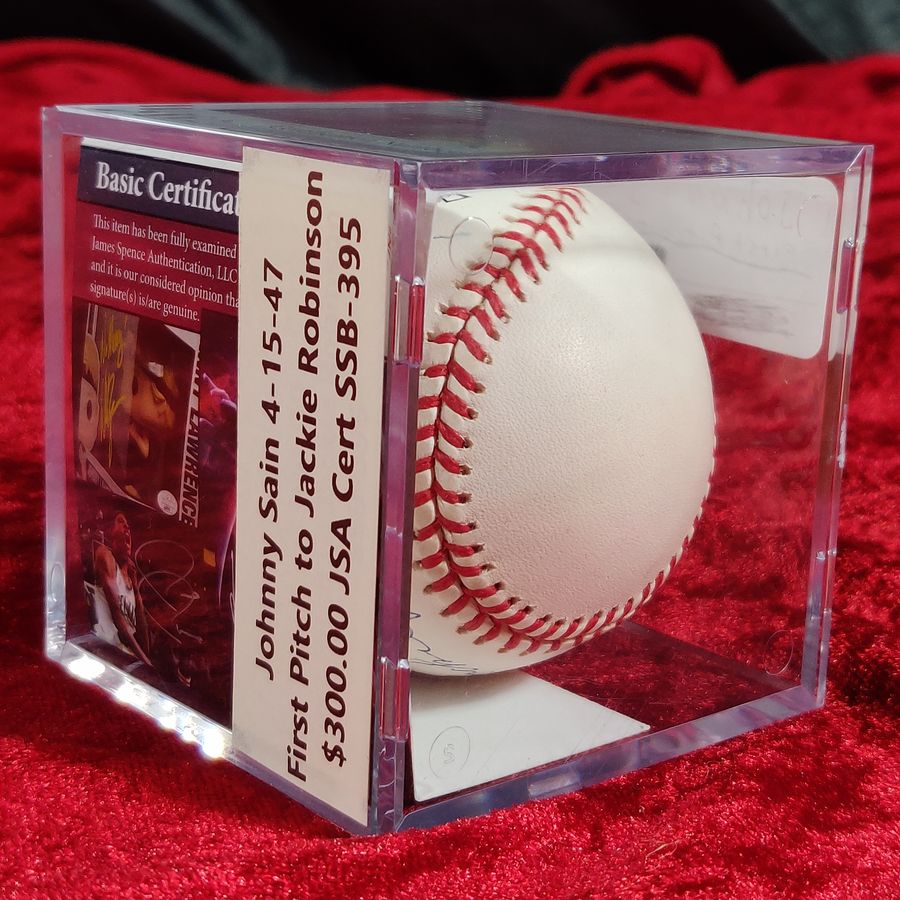 Basic Certificat
This item has been fully examined
James Spence Authentication, LLC
and it is our considered opinion tha
signature(s) is/are genuine.
LAWRENCE
Johnny Sain 4-15-47
First Pitch to Jackie Robinson
$300.00 JSA Cert SSB-395